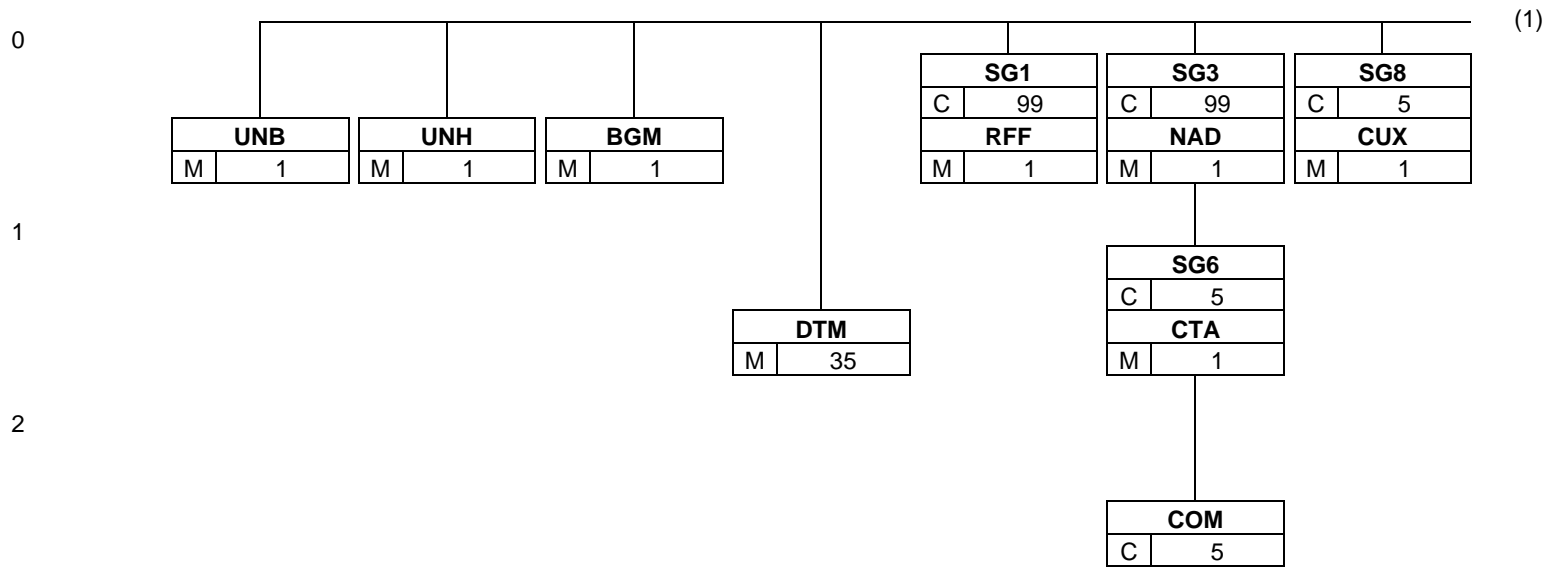 (1)
0
SG1 SG3 SG8
C 99 C 99 C 5
UNB UNH BGM RFF NAD CUX
M 1 M 1 M 1 M 1 M 1 M 1
1
SG6
C 5
DTM CTA
M 35 M 1
2
COM
C 5